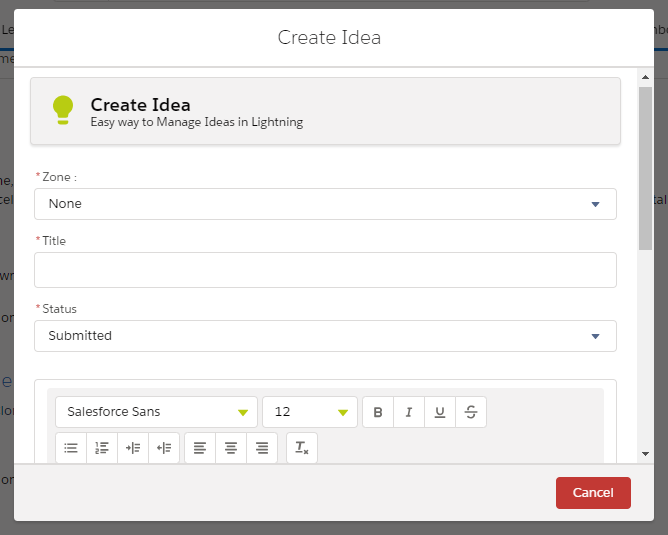 Create Idea
Create Idea
Easy way to Manage Ideas in Lightning
*Zone :
None
*Title
*Status
Submitted
Salesforce Sans
12
B I U S
Cancel